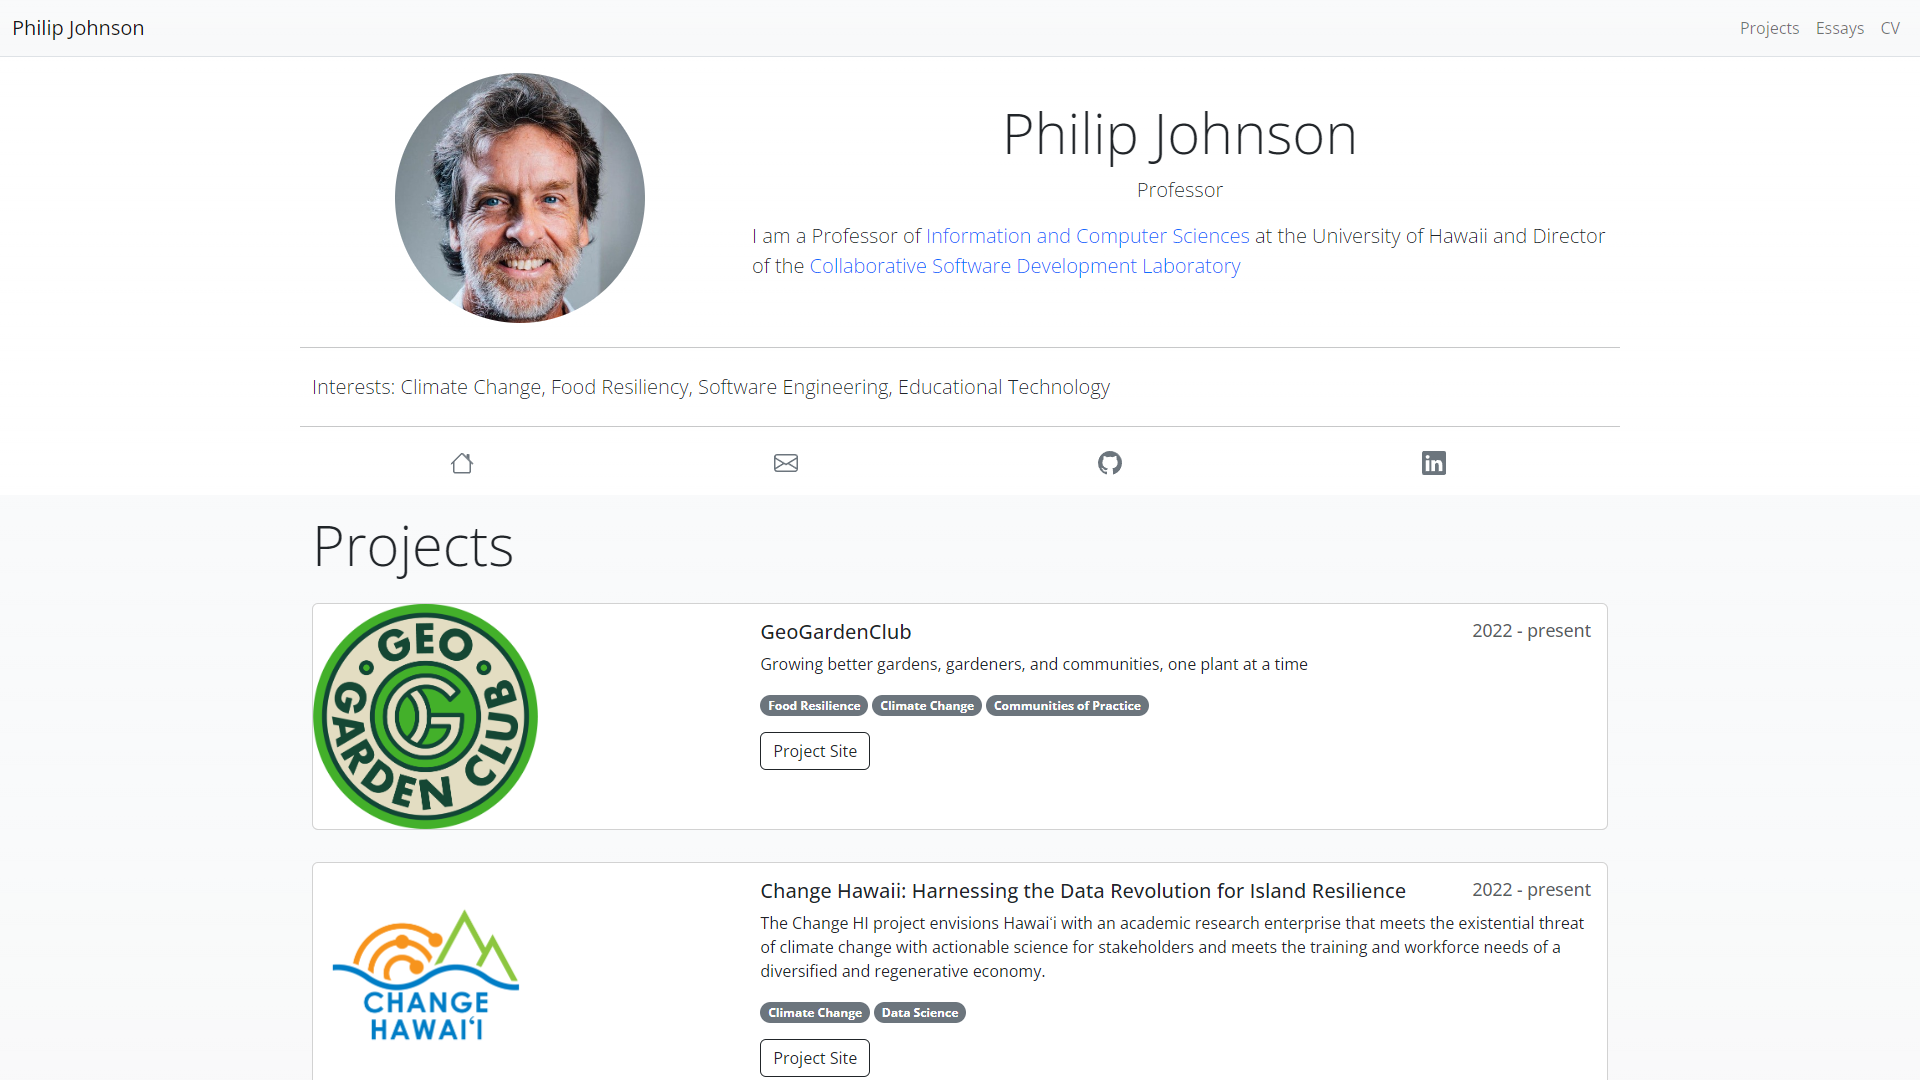 Philip Johnson
Projects Essays CV
Philip Johnson
Professor
I am a Professor of Information and Computer Sciences at the University of Hawaii and Director
of the Collaborative Software Development Laboratory
Interests: Climate Change, Food Resiliency, Software Engineering, Educational Technology
in
Projects
GEO
GARDEN CLUB
G
GeoGardenClub
2022 - present
Growing better gardens, gardeners, and communities, one plant at a time
Food Resilience Climate Change Communities of Practice
Project Site
CHANGE
HAWAIʻI
Change Hawaii: Harnessing the Data Revolution for Island Resilience
2022 - present
The Change HI project envisions Hawaiʻi with an academic research enterprise that meets the existential threat
of climate change with actionable science for stakeholders and meets the training and workforce needs of a
diversified and regenerative economy.
Climate Change Data Science
Project Site